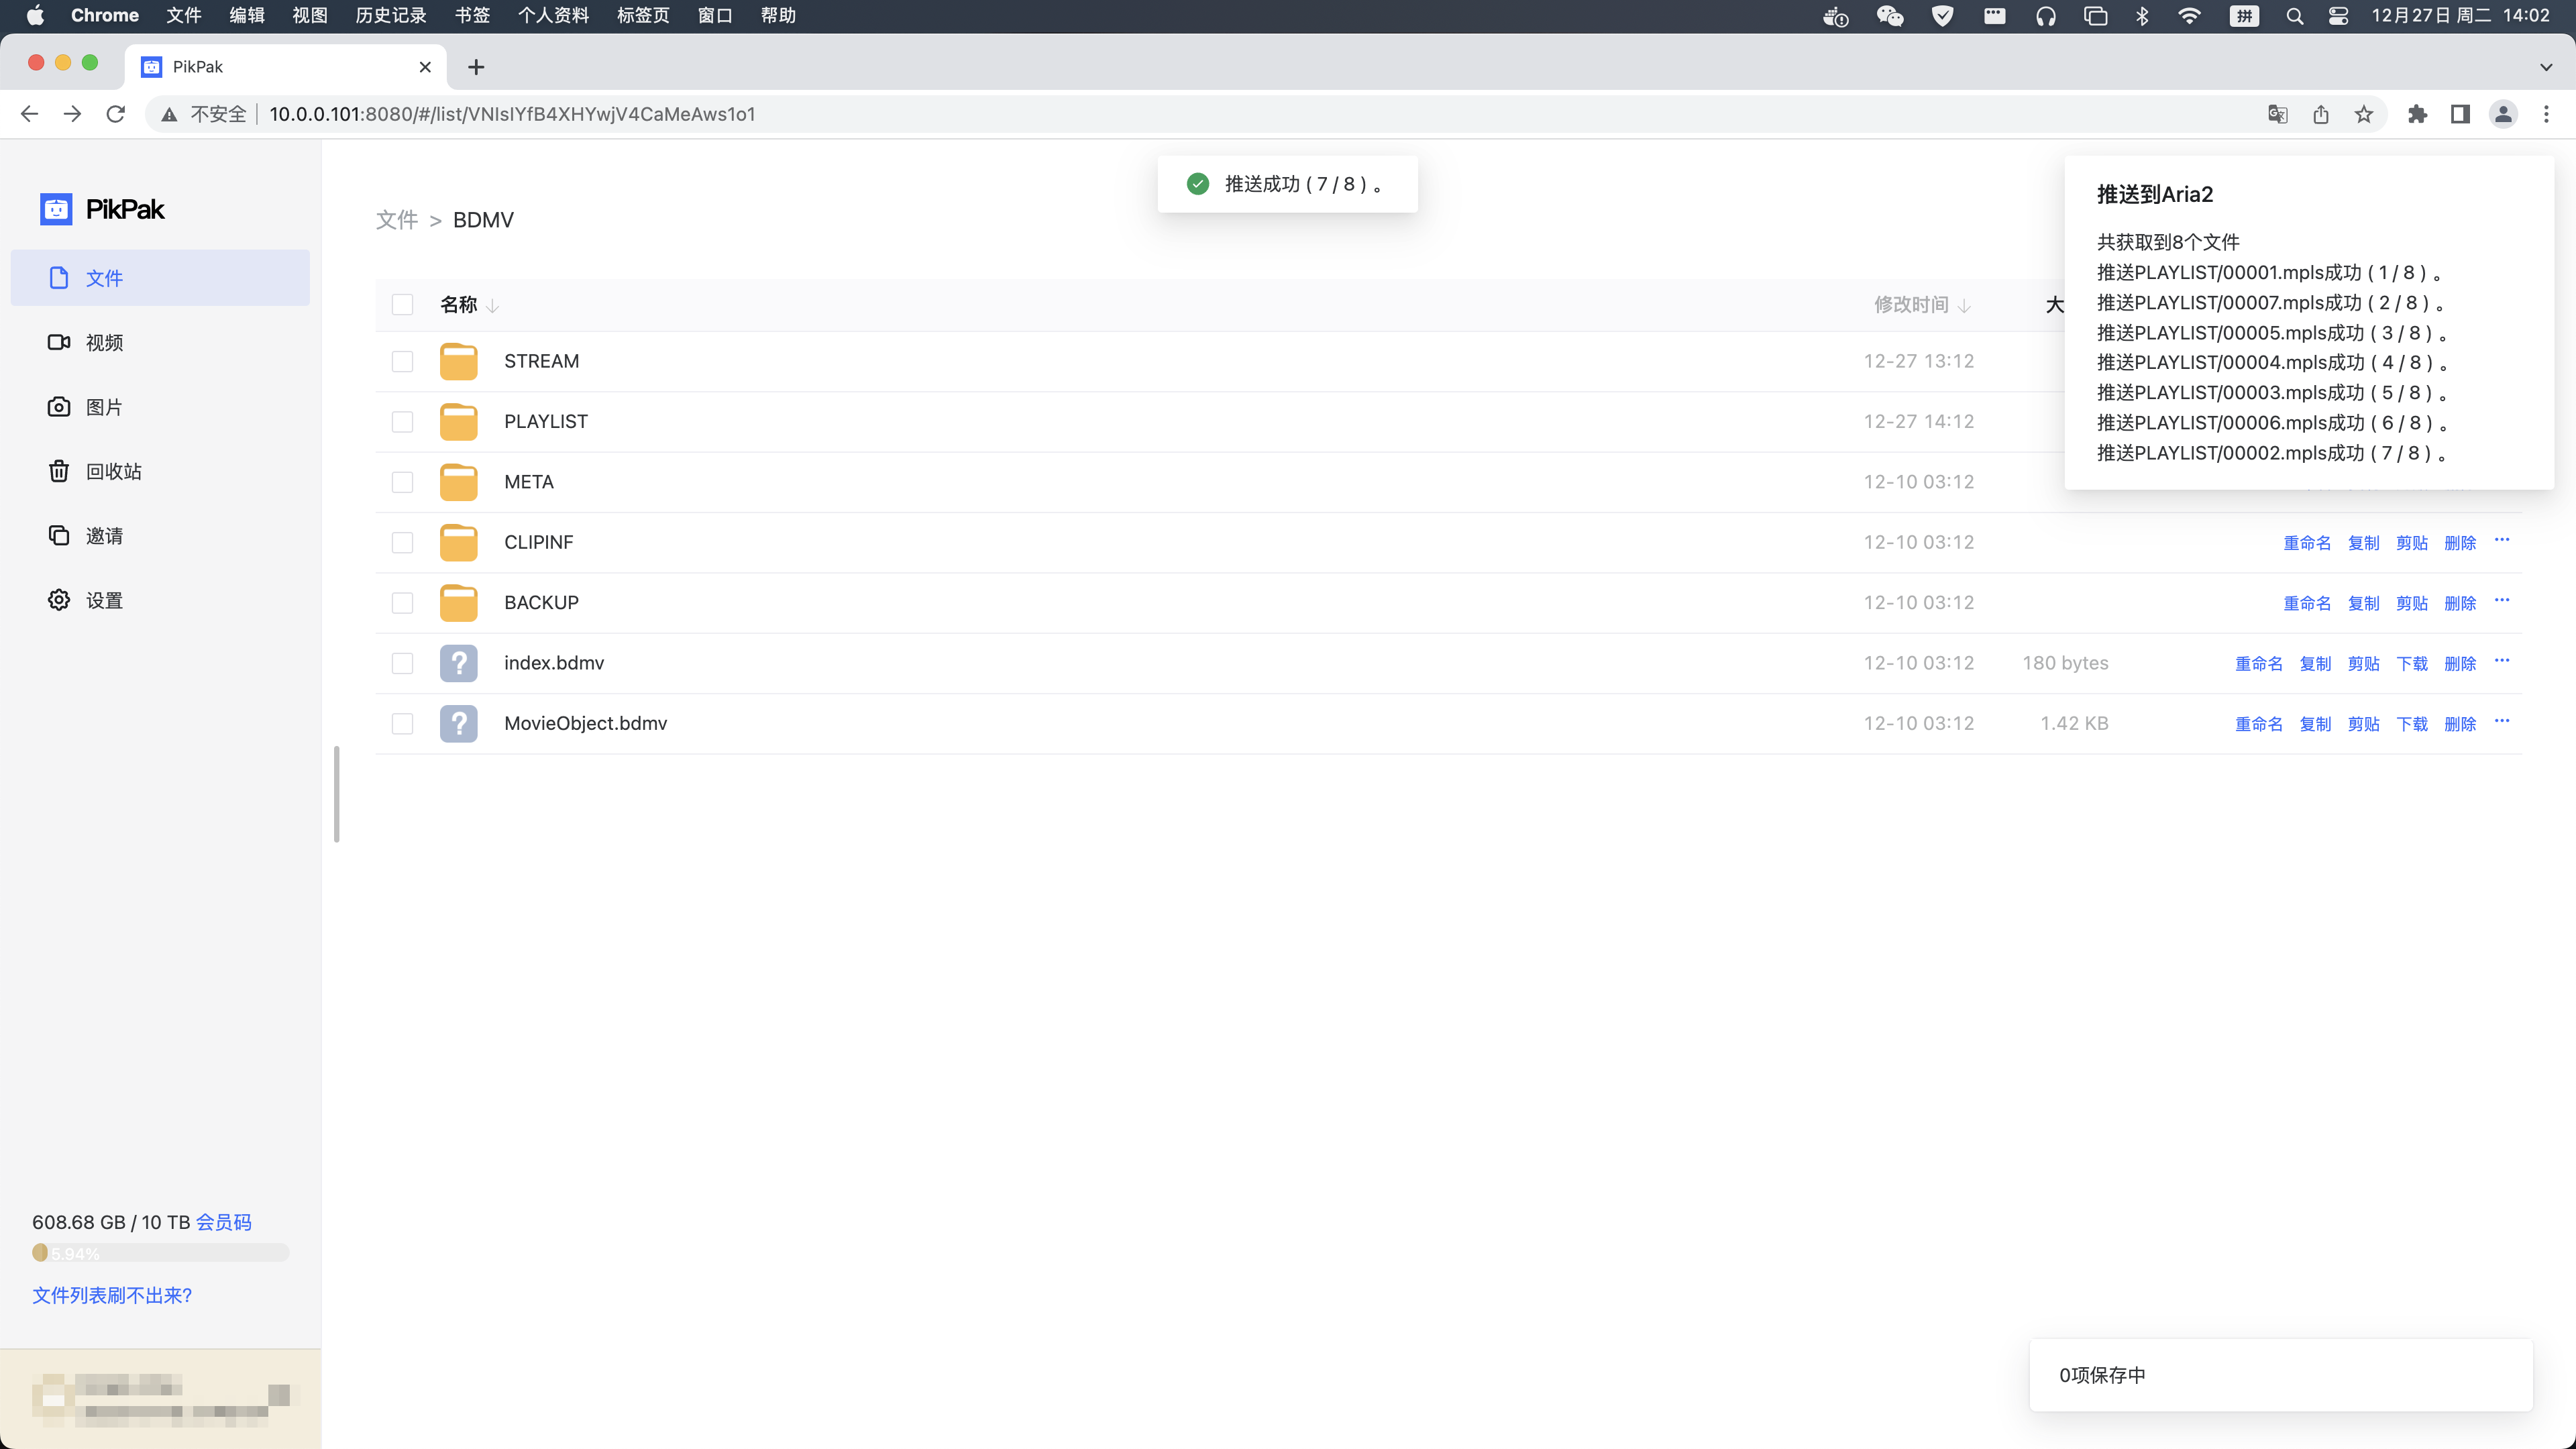 Chrome 文件 编辑 视图 历史记录 书签 个人资料 标签页 窗口 帮助 拼 12月27日 周二 14:02
PikPak
不安全 10.0.0.101:8080/#/list/VNIsIYfB4XHYwjV4CaMeAws1o1
PikPak
文件
视频
图片
回收站
邀请
设置
608.68 GB / 10 TB 会员码
5.94%
文件列表刷不出来?
推送成功 ( 7 / 8 ) 。
文件 > BDMV
名称 修改时间 大
STREAM 12-27 13:12
PLAYLIST 12-27 14:12
META 12-10 03:12
CLIPINF 12-10 03:12 重命名 复制 剪贴 删除 ···
BACKUP 12-10 03:12 重命名 复制 剪贴 删除 ···
index.bdmv 12-10 03:12 180 bytes 重命名 复制 剪贴 下载 删除 ···
MovieObject.bdmv 12-10 03:12 1.42 KB 重命名 复制 剪贴 下载 删除 ···
推送到Aria2
共获取到8个文件
推送PLAYLIST/00001.mpls成功 ( 1 / 8 ) 。
推送PLAYLIST/00007.mpls成功 ( 2 / 8 ) 。
推送PLAYLIST/00005.mpls成功 ( 3 / 8 ) 。
推送PLAYLIST/00004.mpls成功 ( 4 / 8 ) 。
推送PLAYLIST/00003.mpls成功 ( 5 / 8 ) 。
推送PLAYLIST/00006.mpls成功 ( 6 / 8 ) 。
推送PLAYLIST/00002.mpls成功 ( 7 / 8 ) 。
0项保存中